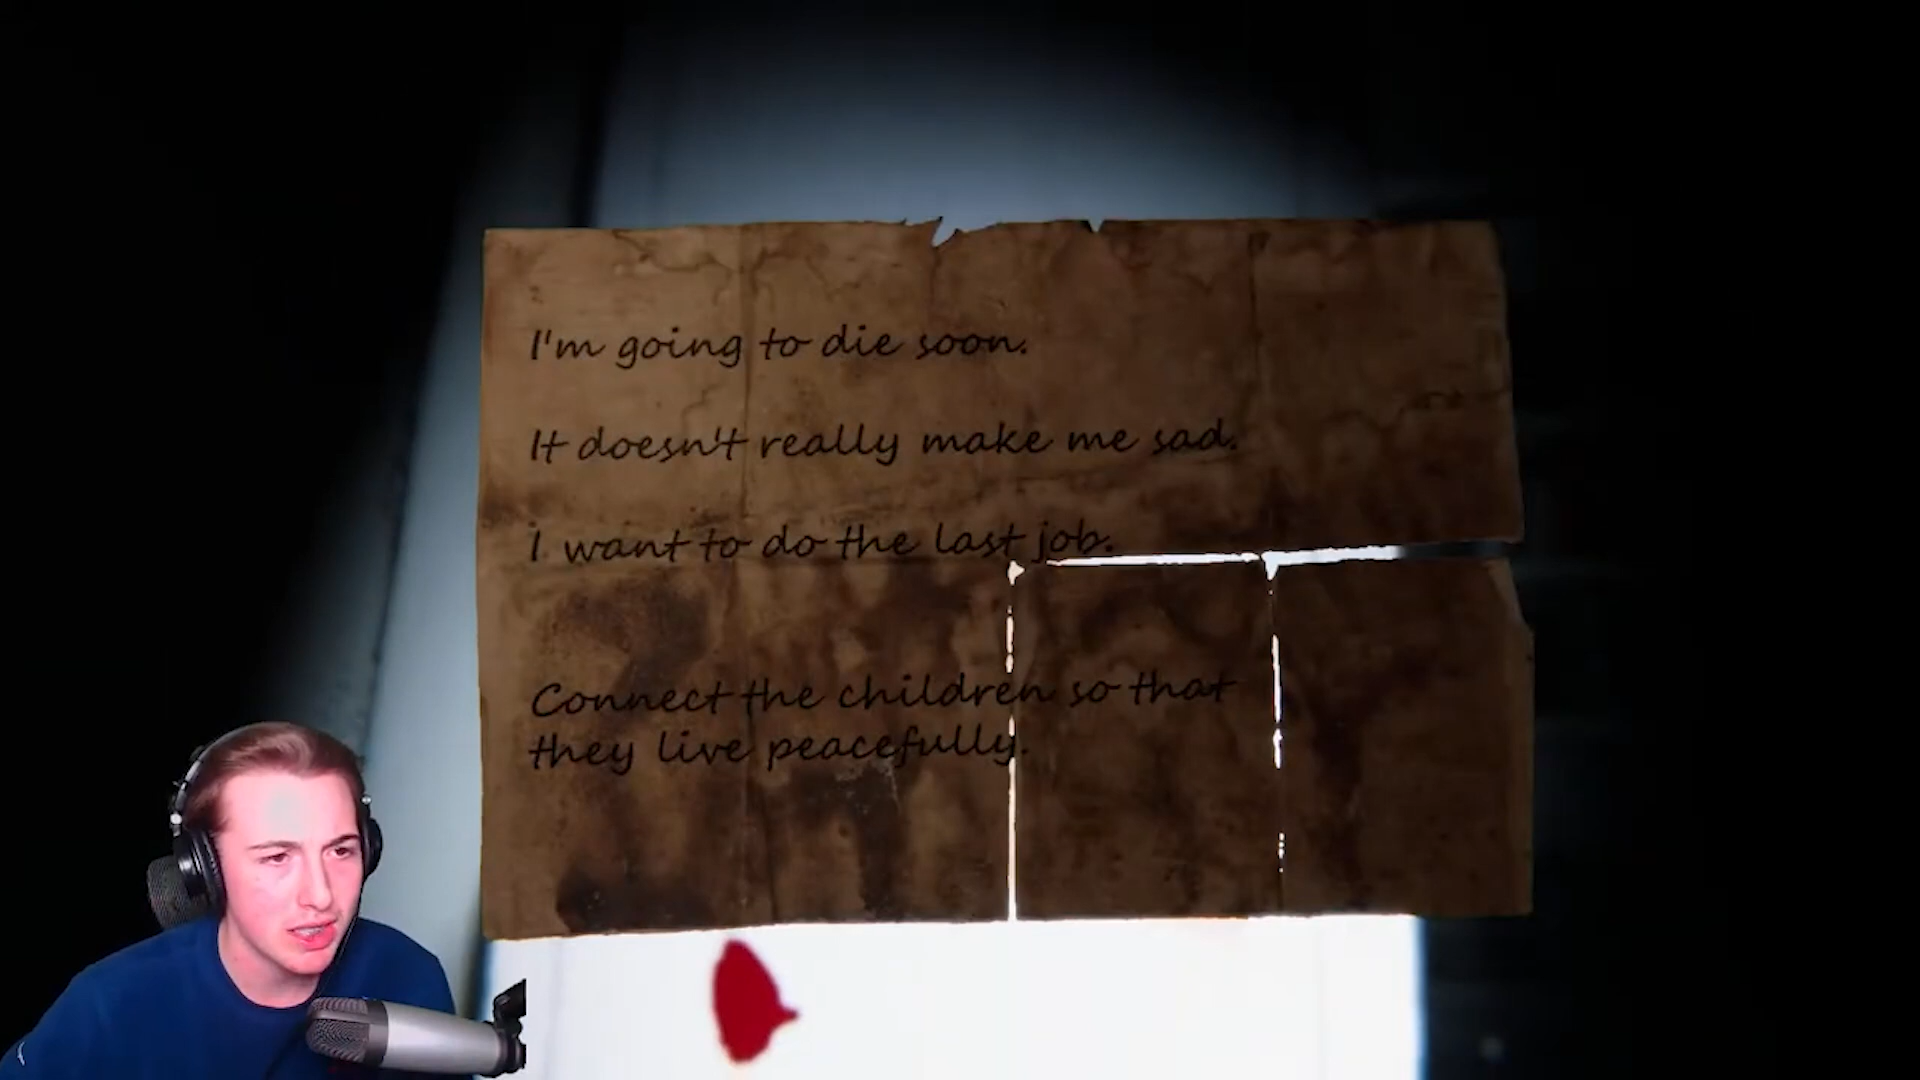 I'm going to die soon.
It doesn't really make me sad.
I want to do the last job.
Connect the children so that
they live peacefully.